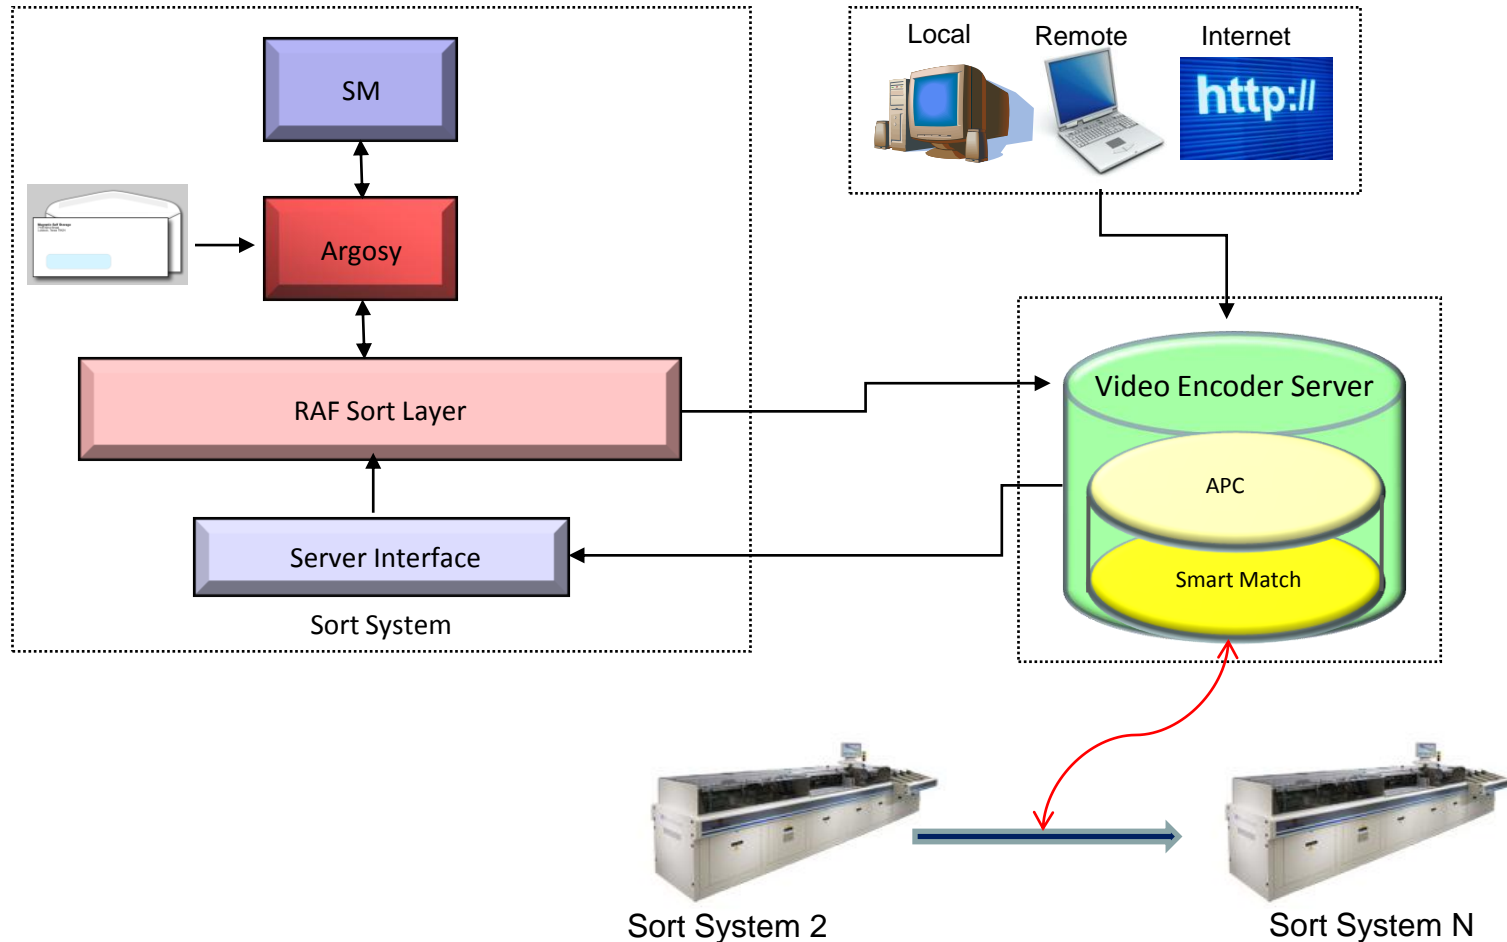 Local
Remote
Internet
SM
http://
Argosy
RAF Sort Layer
Video Encoder Server
APC
Server Interface
Smart Match
Sort System
Sort System 2
Sort System N